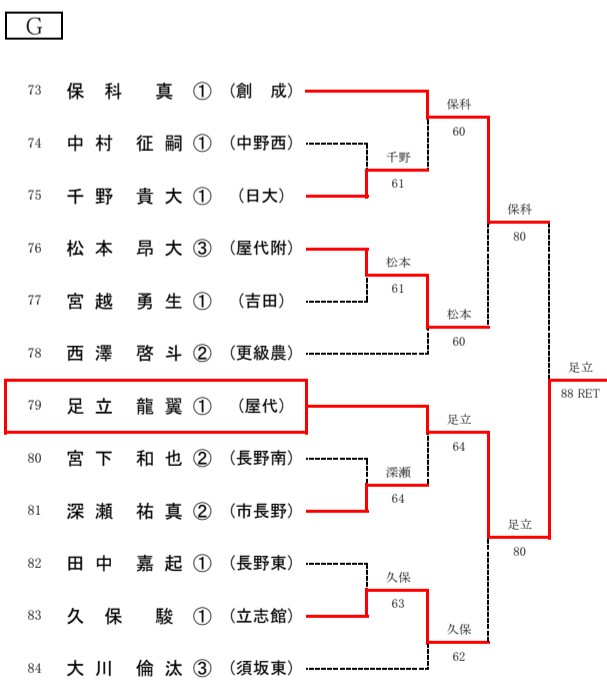 G
73 保科 真 ① (創 成)
保科
60
74 中村 征嗣 ① (中野西)
千野
61
75 千野 貴大 ① (日大)
保科
80
76 松本 昂大 ③ (屋代附)
松本
61
77 宮越 勇生 ① (吉田)
松本
60
78 西澤 啓斗 ② (更級農)
足立
88 RET
79 足立 龍翼 ① (屋代)
足立
64
80 宮下 和也 ② (長野南)
深瀬
64
81 深瀬 祐真 ② (市長野)
足立
80
82 田中 嘉起 ① (長野東)
久保
63
83 久保 駿 ① (立志館)
久保
62
84 大川 倫汰 ③ (須坂東)